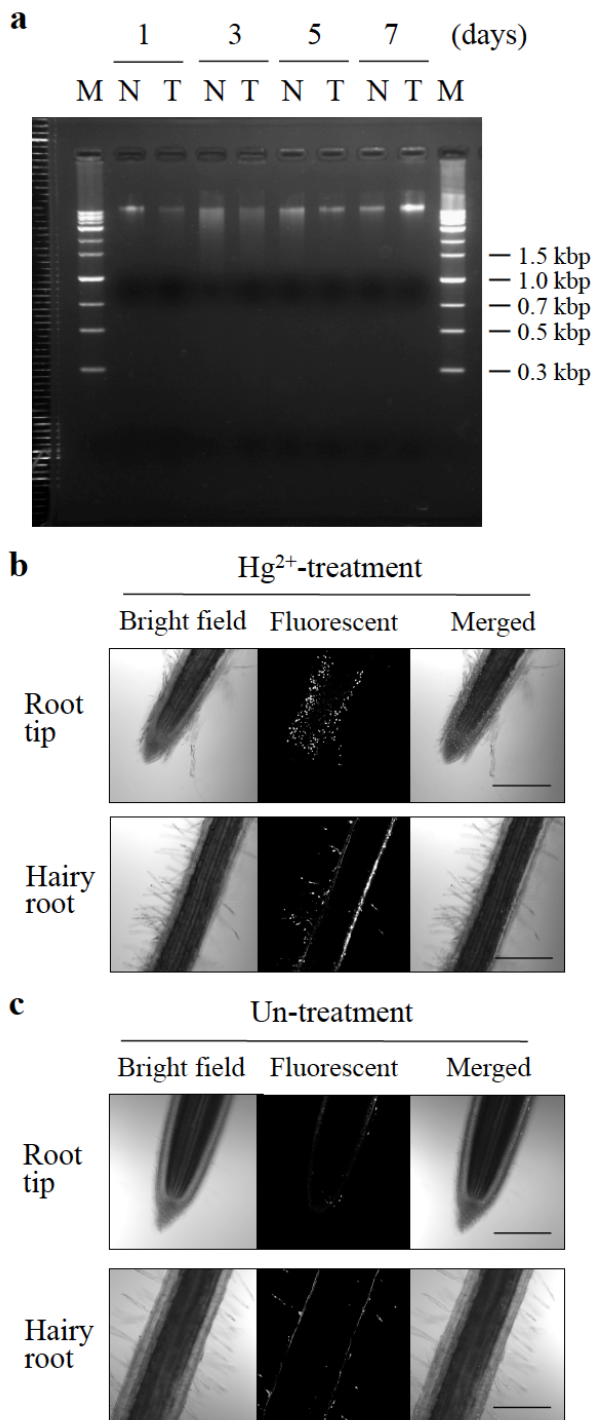 a
1 3 5 7 (days)
M N T N T N T N T M
1.5 kbp
1.0 kbp
0.7 kbp
0.5 kbp
0.3 kbp
b
Hg²⁺-treatment
Bright field Fluorescent Merged
Root
tip
Hairy
root
c
Un-treatment
Bright field Fluorescent Merged
Root
tip
Hairy
root